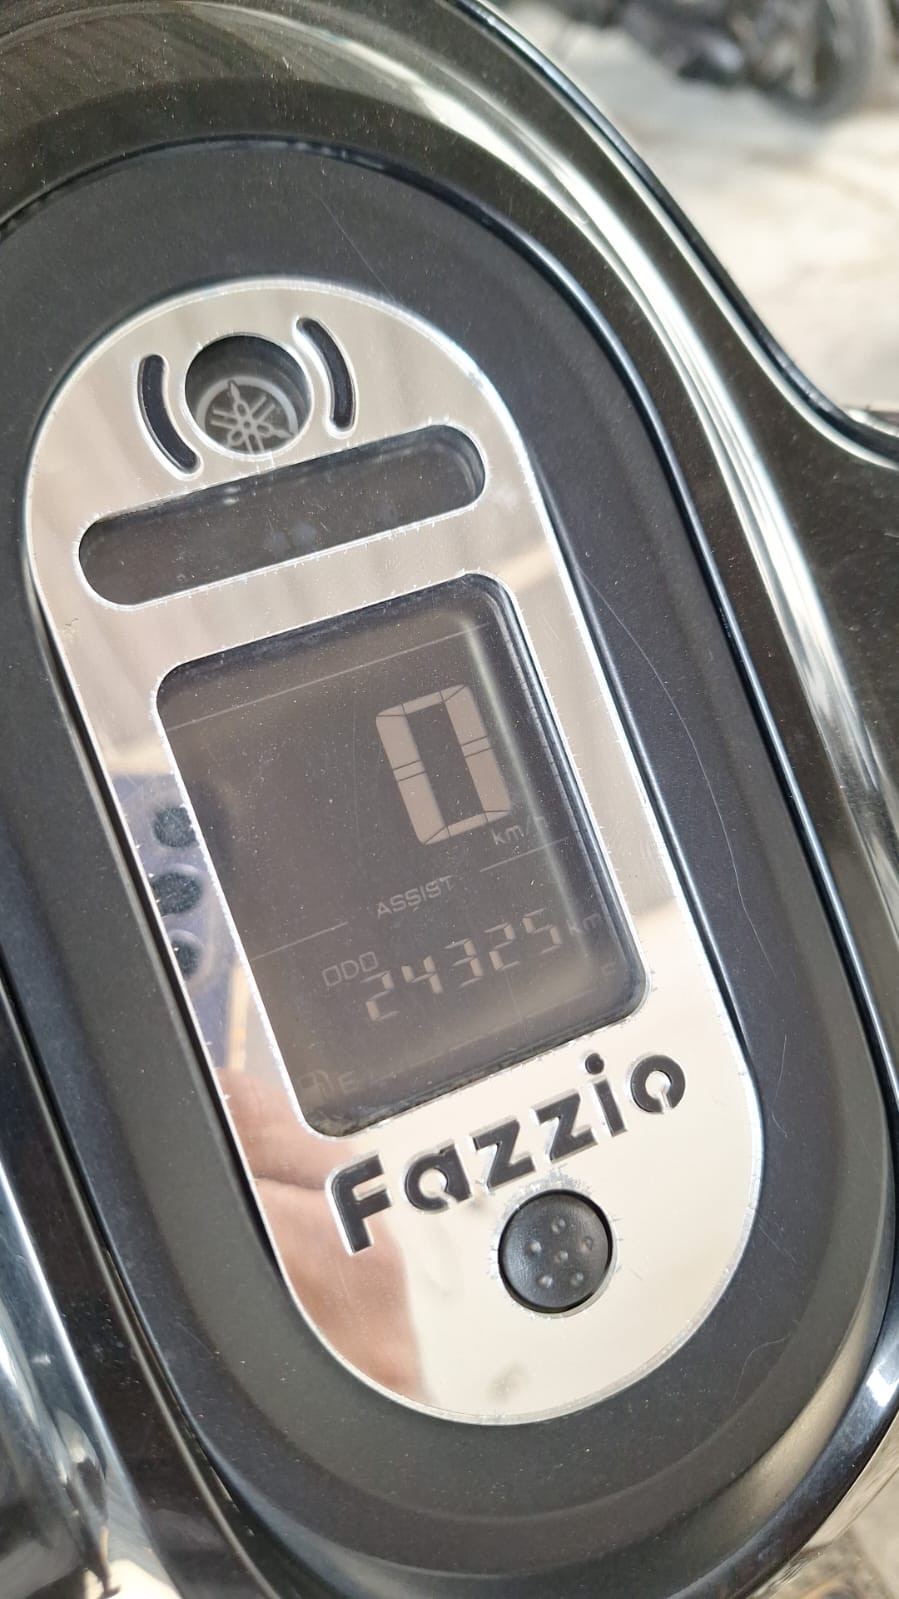 0
km/h
ASSIST
ODO 24325 km
E F
Fazzio